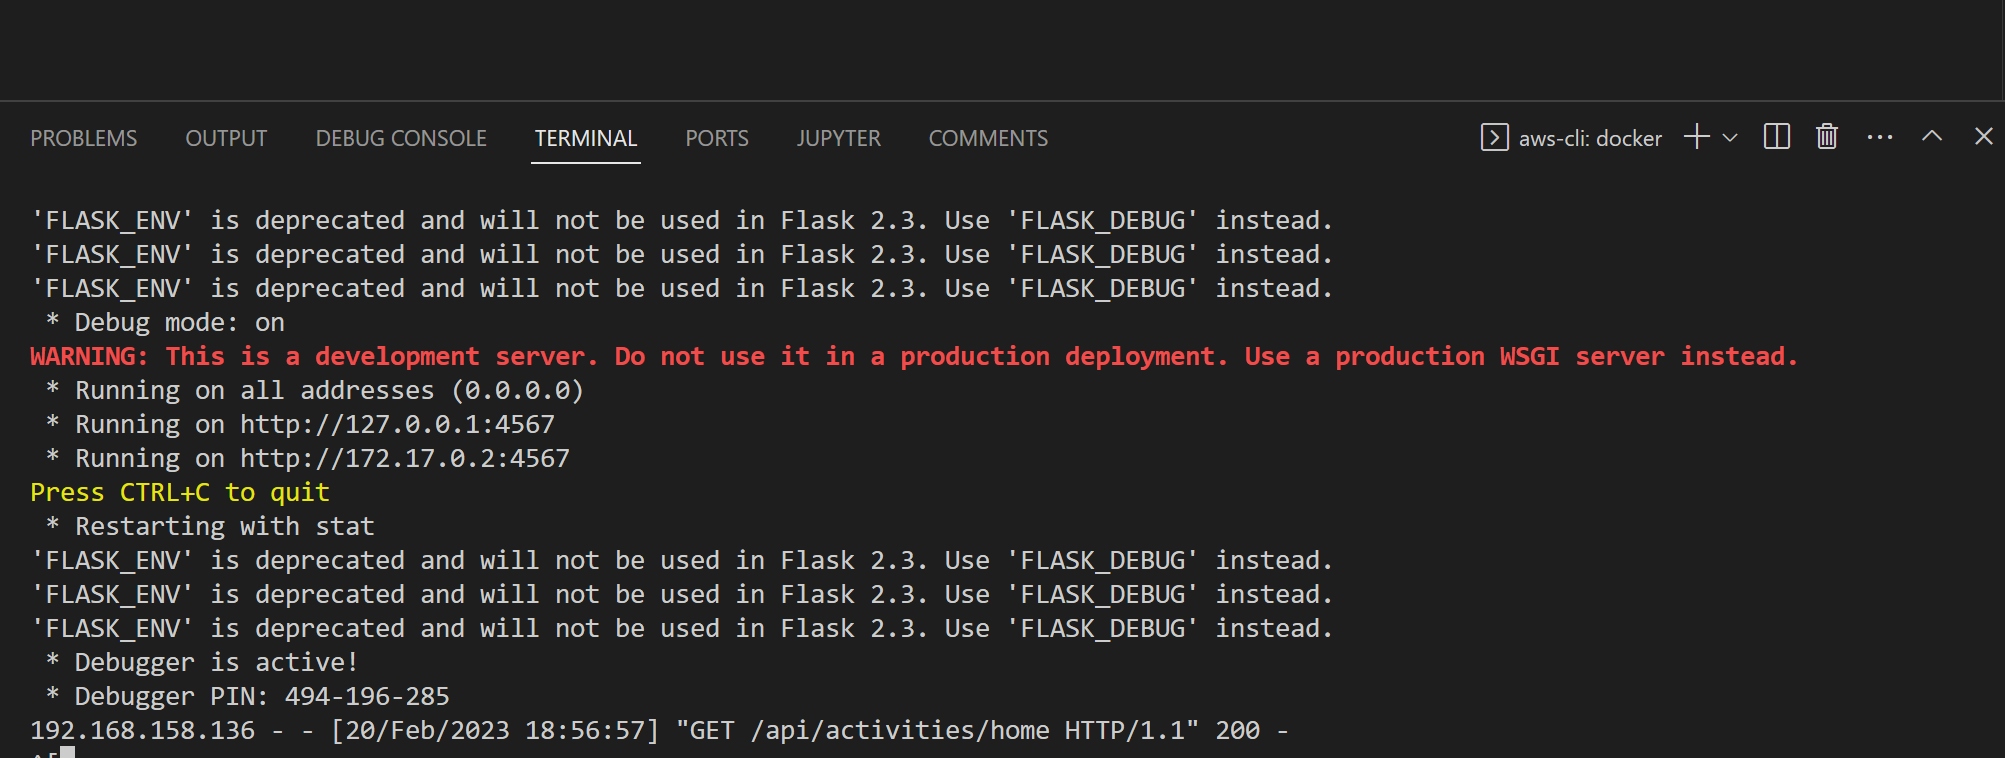 PROBLEMS OUTPUT DEBUG CONSOLE TERMINAL PORTS JUPYTER COMMENTS aws-cli: docker
'FLASK_ENV' is deprecated and will not be used in Flask 2.3. Use 'FLASK_DEBUG' instead.
'FLASK_ENV' is deprecated and will not be used in Flask 2.3. Use 'FLASK_DEBUG' instead.
'FLASK_ENV' is deprecated and will not be used in Flask 2.3. Use 'FLASK_DEBUG' instead.
 * Debug mode: on
WARNING: This is a development server. Do not use it in a production deployment. Use a production WSGI server instead.
 * Running on all addresses (0.0.0.0)
 * Running on http://127.0.0.1:4567
 * Running on http://172.17.0.2:4567
Press CTRL+C to quit
 * Restarting with stat
'FLASK_ENV' is deprecated and will not be used in Flask 2.3. Use 'FLASK_DEBUG' instead.
'FLASK_ENV' is deprecated and will not be used in Flask 2.3. Use 'FLASK_DEBUG' instead.
'FLASK_ENV' is deprecated and will not be used in Flask 2.3. Use 'FLASK_DEBUG' instead.
 * Debugger is active!
 * Debugger PIN: 494-196-285
192.168.158.136 - - [20/Feb/2023 18:56:57] "GET /api/activities/home HTTP/1.1" 200 -